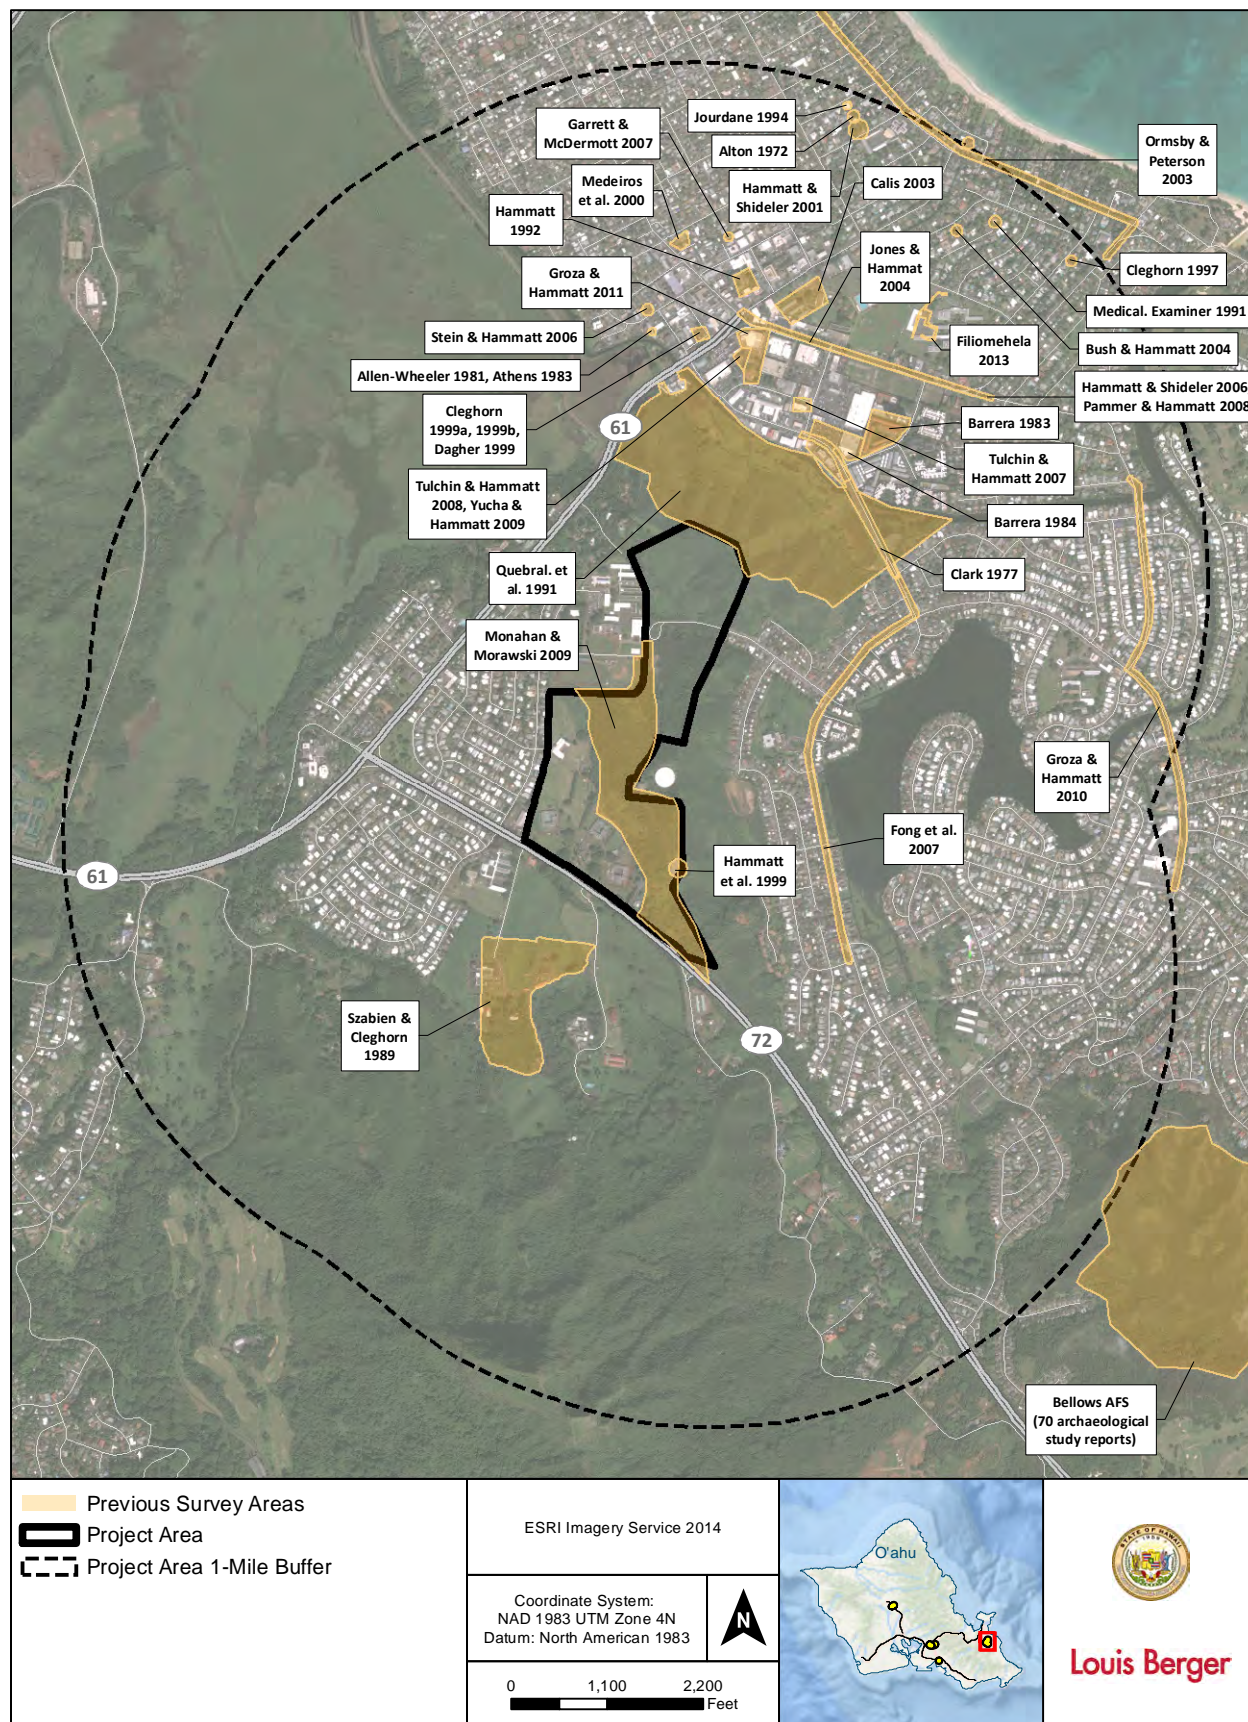 Jourdane 1994
Garrett &
McDermott 2007
Alton 1972
Ormsby &
Peterson
2003
Medeiros
et al. 2000
Hammatt &
Shideler 2001
Calis 2003
Hammatt
1992
Jones &
Hammat
2004
Cleghorn 1997
Groza &
Hammatt 2011
Medical. Examiner 1991
Stein & Hammatt 2006
Filiomehela
2013
Bush & Hammatt 2004
Allen-Wheeler 1981, Athens 1983
Hammatt & Shideler 2006
Pammer & Hammatt 2008
Cleghorn
1999a, 1999b,
Dagher 1999
61
Barrera 1983
Tulchin &
Hammatt 2007
Tulchin & Hammatt
2008, Yucha &
Hammatt 2009
Barrera 1984
Quebral. et
al. 1991
Clark 1977
Monahan &
Morawski 2009
Groza &
Hammatt
2010
Fong et al.
2007
Hammatt
et al. 1999
61
Szabien &
Cleghorn
1989
72
Bellows AFS
(70 archaeological
study reports)
Previous Survey Areas
Project Area
Project Area 1-Mile Buffer
ESRI Imagery Service 2014
Coordinate System:
NAD 1983 UTM Zone 4N
Datum: North American 1983
N
0 1,100 2,200
Feet
O'ahu
STATE OF HAWAII
1959
Louis Berger